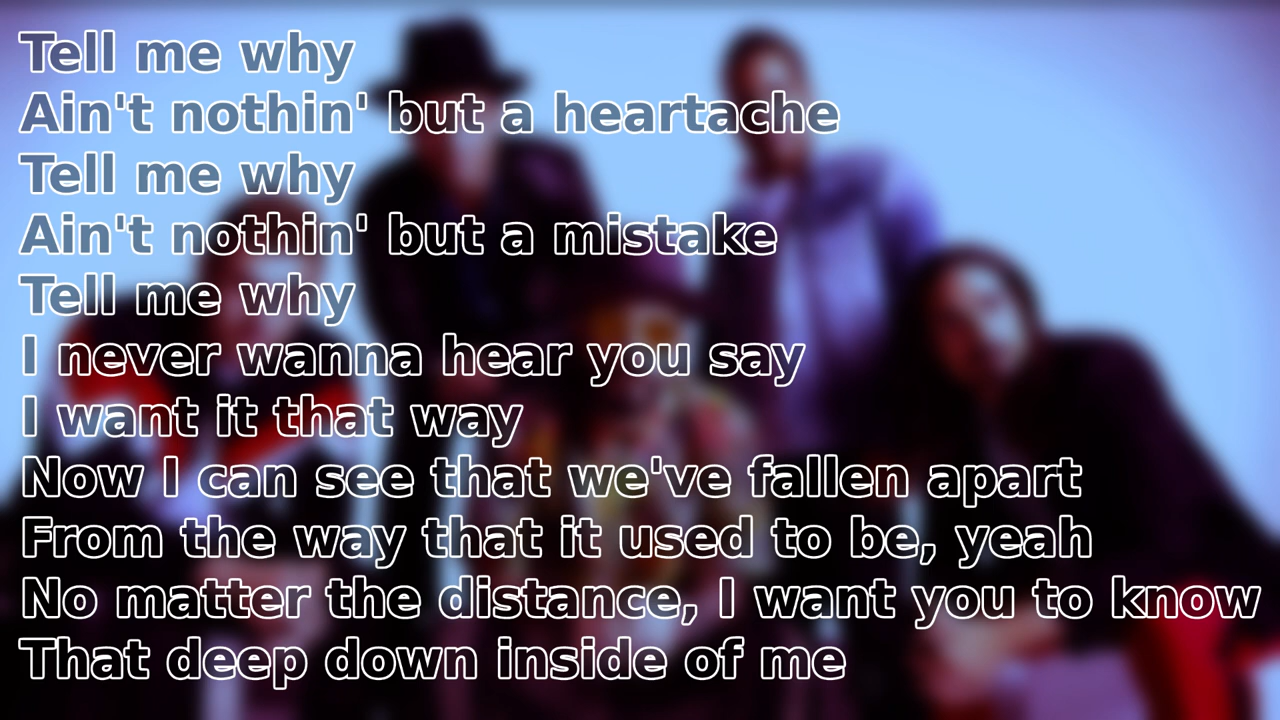 Tell me why
Ain't nothin' but a heartache
Tell me why
Ain't nothin' but a mistake
Tell me why
I never wanna hear you say
I want it that way
Now I can see that we've fallen apart
From the way that it used to be, yeah
No matter the distance, I want you to know
That deep down inside of me